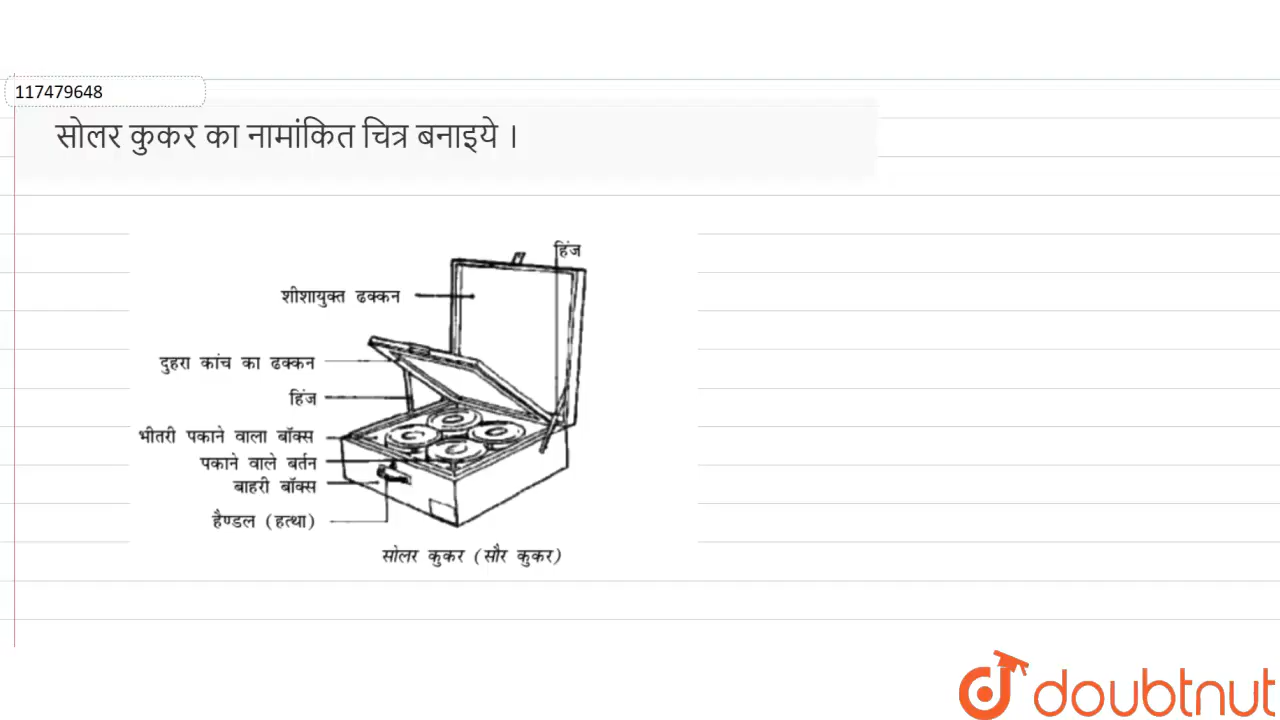 117479648
सोलर कुकर का नामांकित चित्र बनाइये ।
हिंज
शीशायुक्त ढक्कन
दुहरा कांच का ढक्कन
हिंज
भीतरी पकाने वाला बॉक्स
पकाने वाले बर्तन
बाहरी बॉक्स
हैण्डल (हत्था)
सोलर कुकर (सौर कुकर)
doubtnut